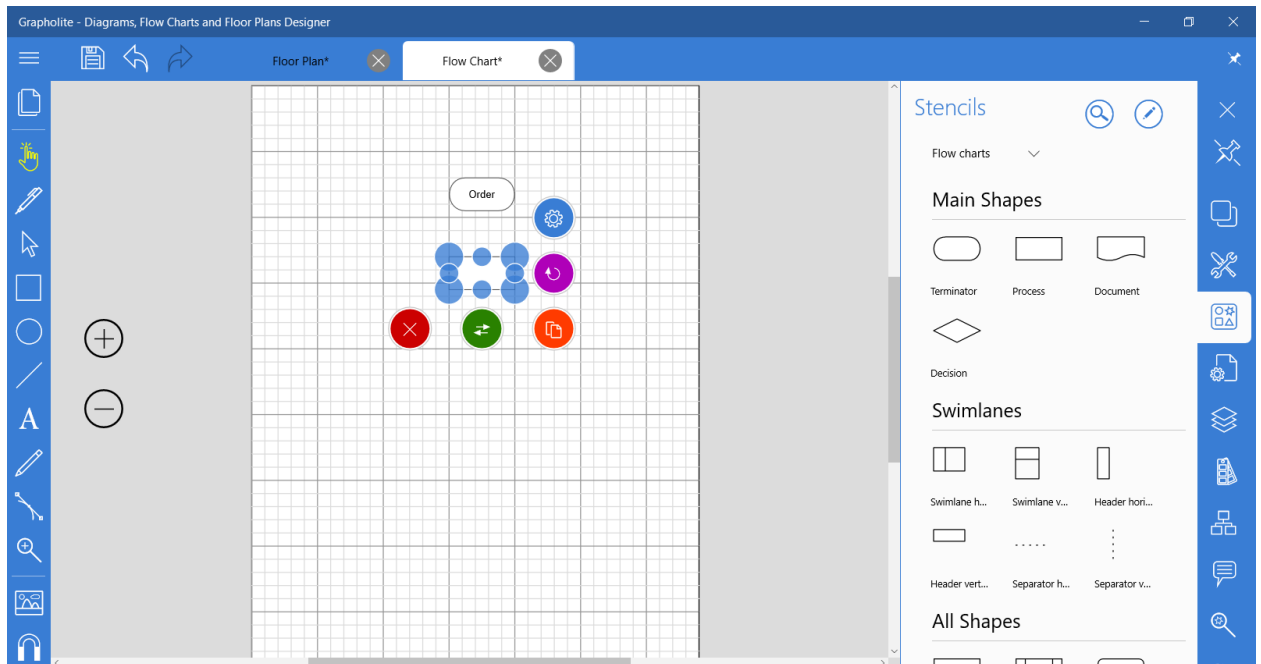 Grapholite - Diagrams, Flow Charts and Floor Plans Designer
Floor Plan*
Flow Chart*
Stencils
Flow charts
Main Shapes
Order
Terminator
Process
Document
Decision
Swimlanes
Swimlane h...
Swimlane v...
Header hori...
Header vert...
Separator h...
Separator v...
All Shapes
A